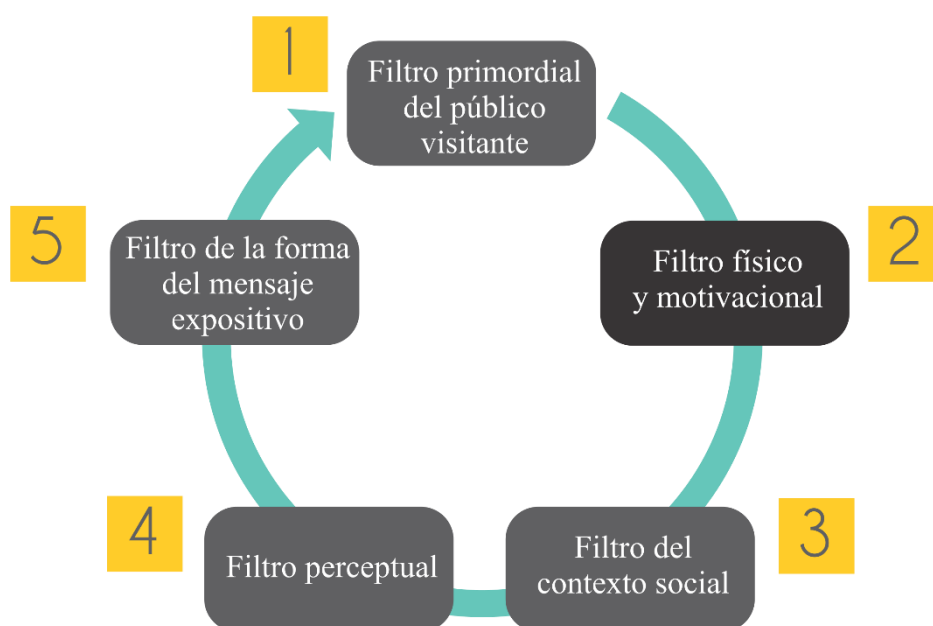 1
Filtro primordial
del público
visitante
2
Filtro físico
y motivacional
3
Filtro del
contexto social
4
Filtro perceptual
5
Filtro de la forma
del mensaje
expositivo